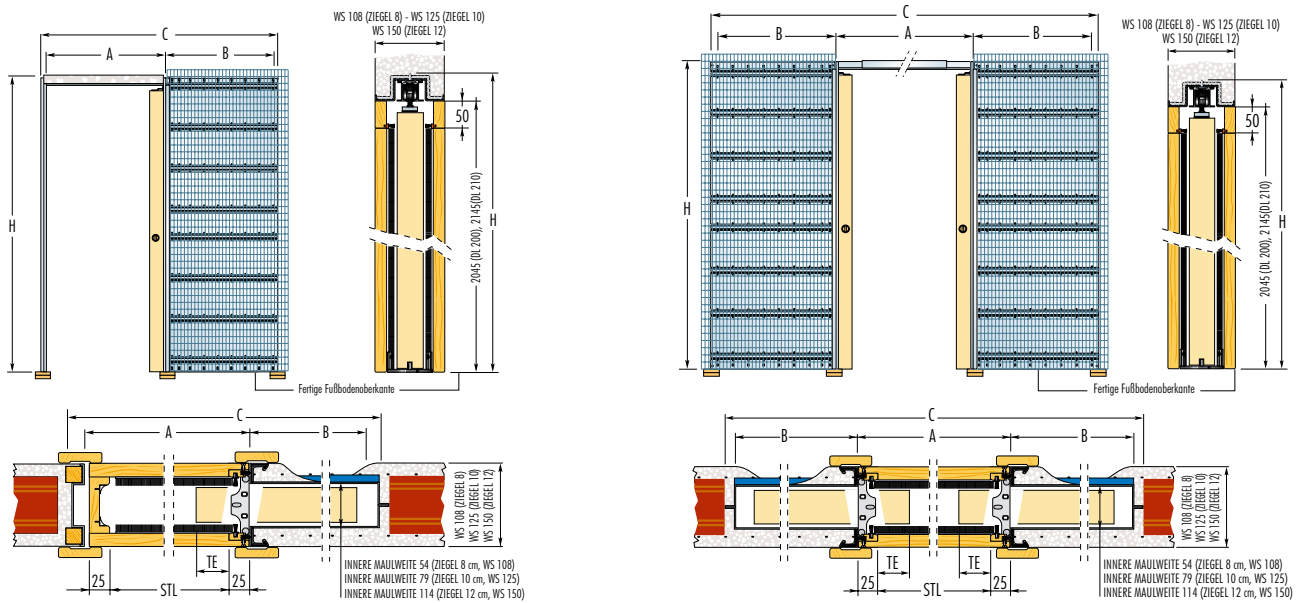 WS 108 (ZIEGEL 8) - WS 125 (ZIEGEL 10)
WS 150 (ZIEGEL 12)
C
A
B
H
50
2045 (DL 200), 2145(DL 210)
H
Fertige Fußbodenoberkante
C
A
B
WS 108 (ZIEGEL 8)
WS 125 (ZIEGEL 10)
WS 150 (ZIEGEL 12)
TE
25
STL
25
INNERE MAULWEITE 54 (ZIEGEL 8 cm, WS 108)
INNERE MAULWEITE 79 (ZIEGEL 10 cm, WS 125)
INNERE MAULWEITE 114 (ZIEGEL 12 cm, WS 150)
WS 108 (ZIEGEL 8) - WS 125 (ZIEGEL 10)
WS 150 (ZIEGEL 12)
C
B
A
B
H
50
2045 (DL 200), 2145(DL 210)
H
Fertige Fußbodenoberkante
C
B
A
B
WS 108 (ZIEGEL 8)
WS 125 (ZIEGEL 10)
WS 150 (ZIEGEL 12)
TE
TE
25
STL
25
INNERE MAULWEITE 54 (ZIEGEL 8 cm, WS 108)
INNERE MAULWEITE 79 (ZIEGEL 10 cm, WS 125)
INNERE MAULWEITE 114 (ZIEGEL 12 cm, WS 150)